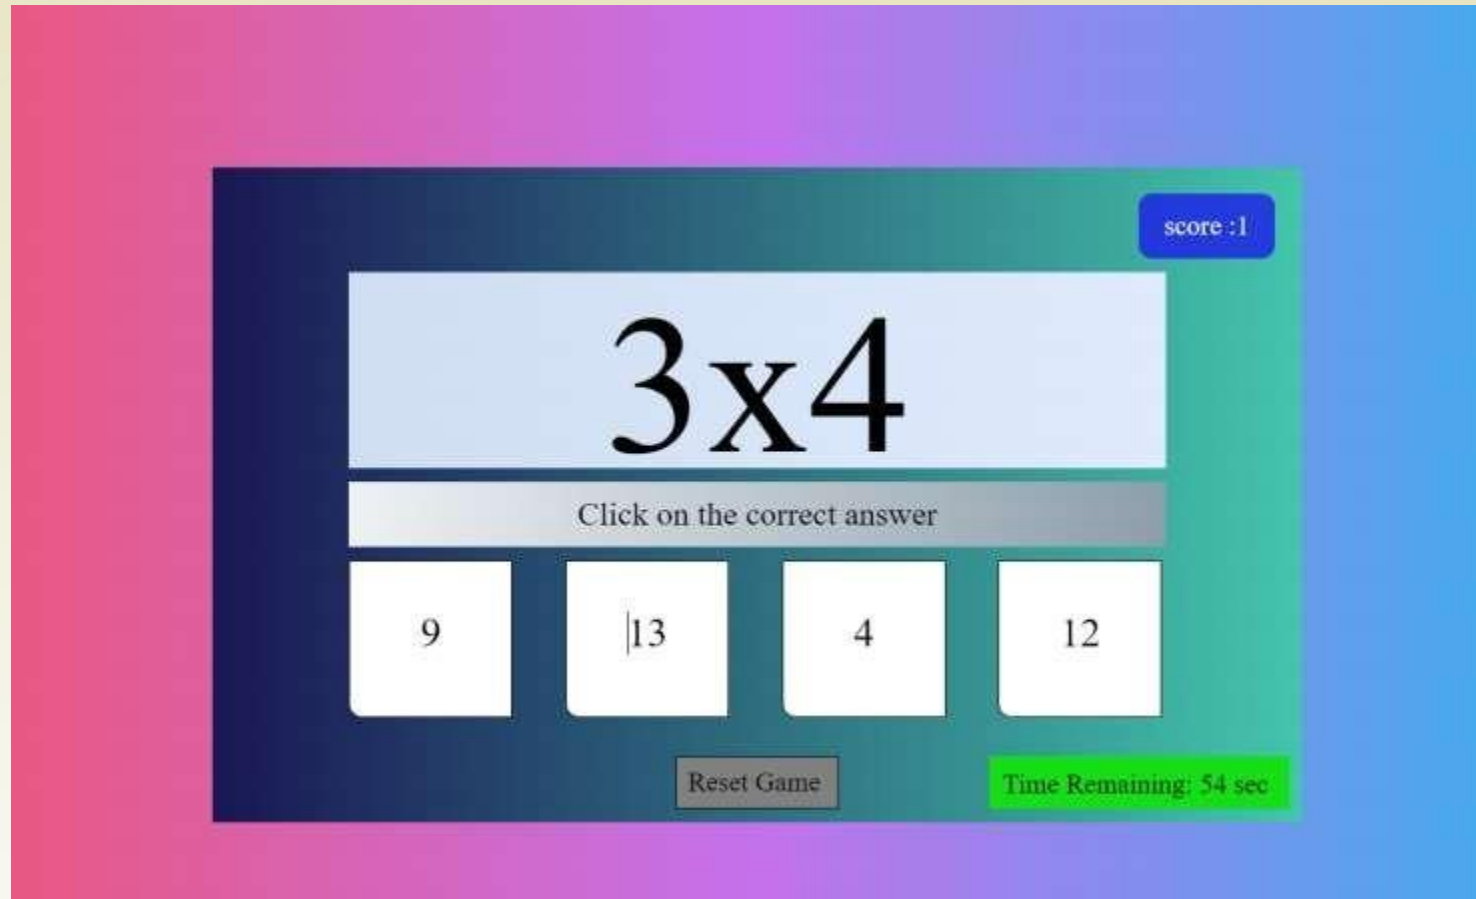 score :1
3x4
Click on the correct answer
9
13
4
12
Reset Game
Time Remaining: 54 sec